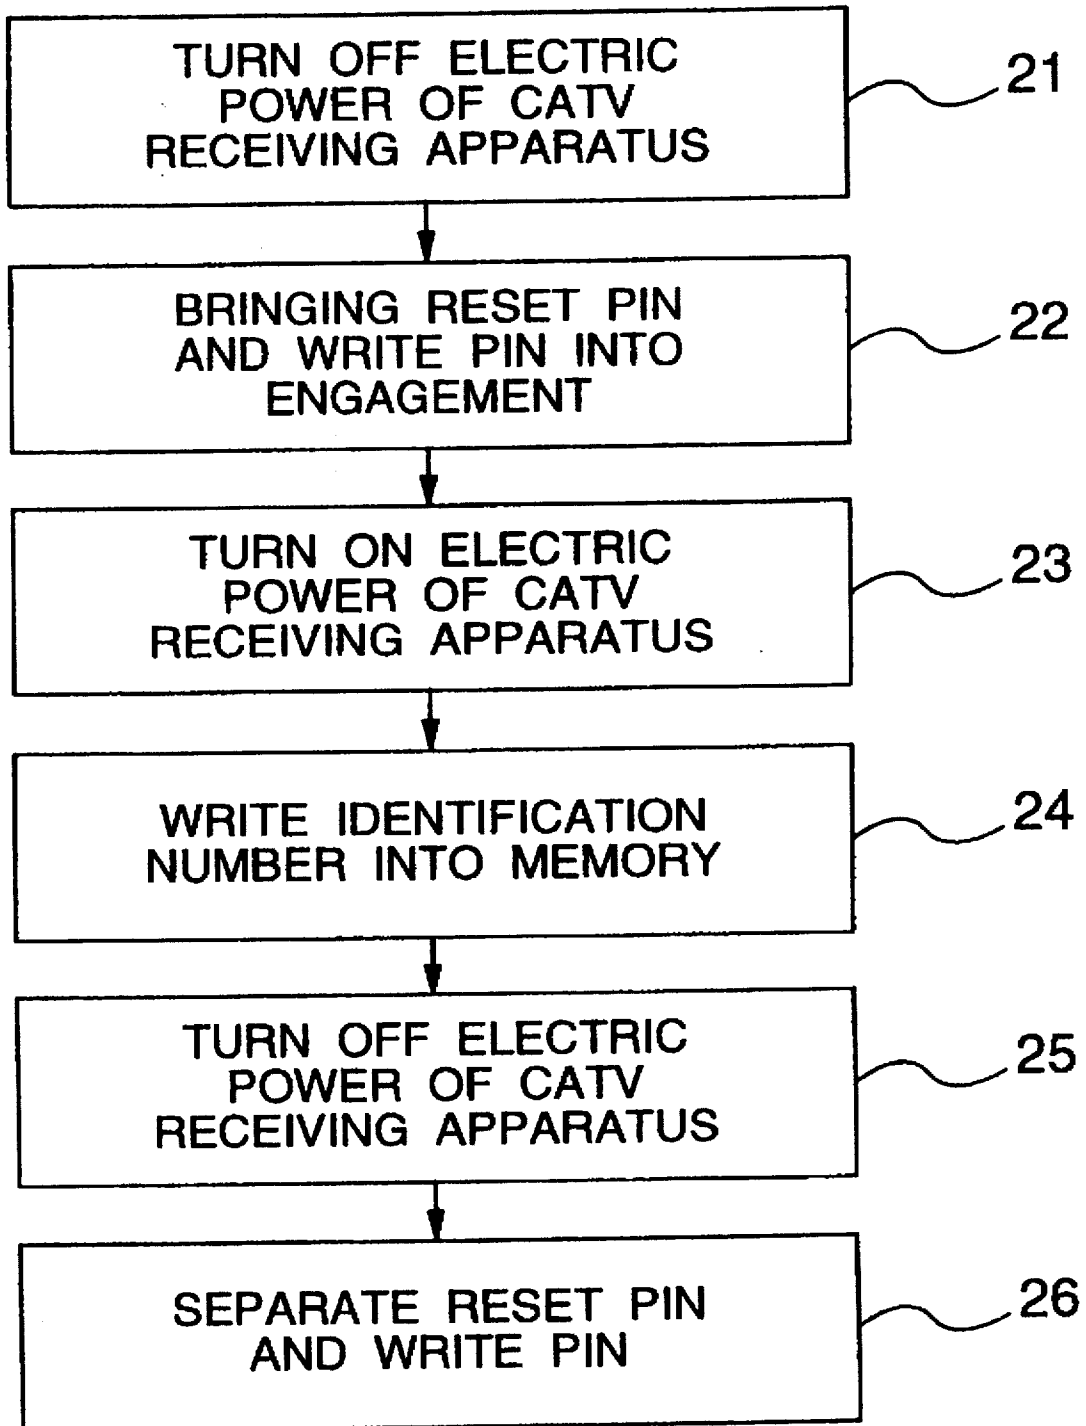 TURN OFF ELECTRIC
POWER OF CATV
RECEIVING APPARATUS
21
BRINGING RESET PIN
AND WRITE PIN INTO
ENGAGEMENT
22
TURN ON ELECTRIC
POWER OF CATV
RECEIVING APPARATUS
23
WRITE IDENTIFICATION
NUMBER INTO MEMORY
24
TURN OFF ELECTRIC
POWER OF CATV
RECEIVING APPARATUS
25
SEPARATE RESET PIN
AND WRITE PIN
26